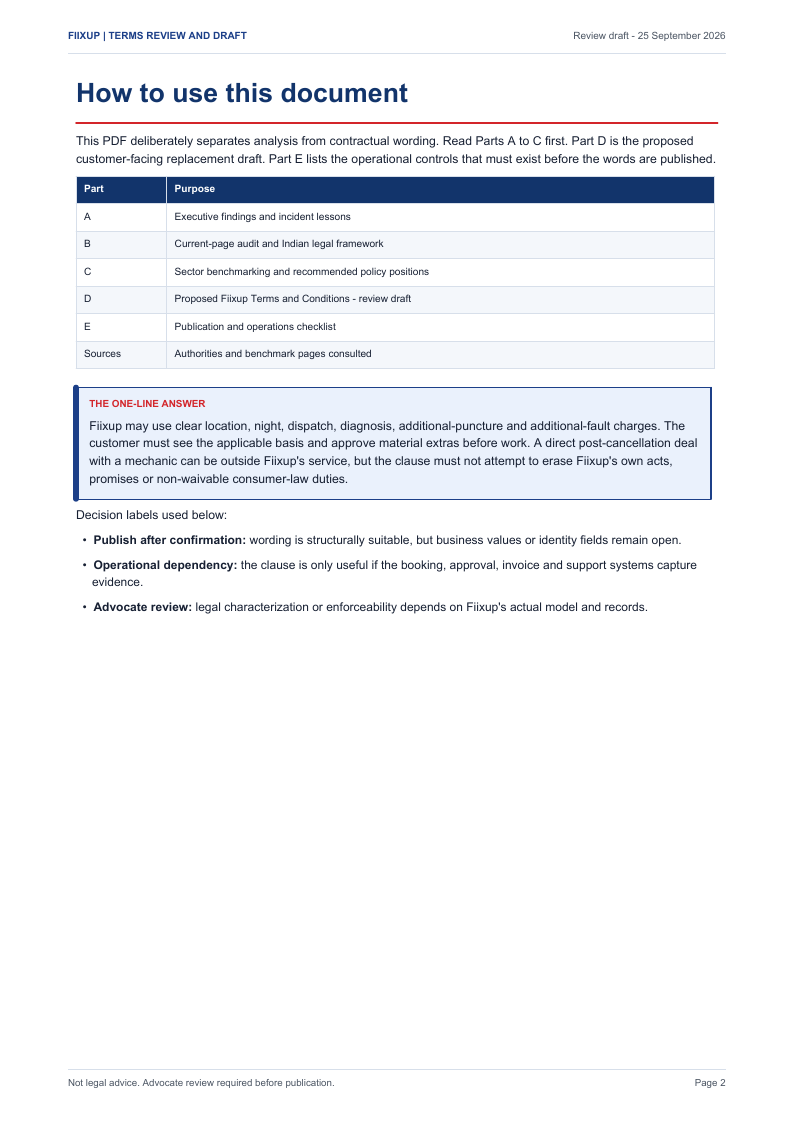 FIIXUP | TERMS REVIEW AND DRAFT
Review draft - 25 September 2026
How to use this document
This PDF deliberately separates analysis from contractual wording. Read Parts A to C first. Part D is the proposed
customer-facing replacement draft. Part E lists the operational controls that must exist before the words are published.
Part Purpose
A Executive findings and incident lessons
B Current-page audit and Indian legal framework
C Sector benchmarking and recommended policy positions
D Proposed Fiixup Terms and Conditions - review draft
E Publication and operations checklist
Sources Authorities and benchmark pages consulted
THE ONE-LINE ANSWER
Fiixup may use clear location, night, dispatch, diagnosis, additional-puncture and additional-fault charges. The
customer must see the applicable basis and approve material extras before work. A direct post-cancellation deal
with a mechanic can be outside Fiixup's service, but the clause must not attempt to erase Fiixup's own acts,
promises or non-waivable consumer-law duties.
Decision labels used below:
• Publish after confirmation: wording is structurally suitable, but business values or identity fields remain open.
• Operational dependency: the clause is only useful if the booking, approval, invoice and support systems capture
evidence.
• Advocate review: legal characterization or enforceability depends on Fiixup's actual model and records.
Not legal advice. Advocate review required before publication.
Page 2